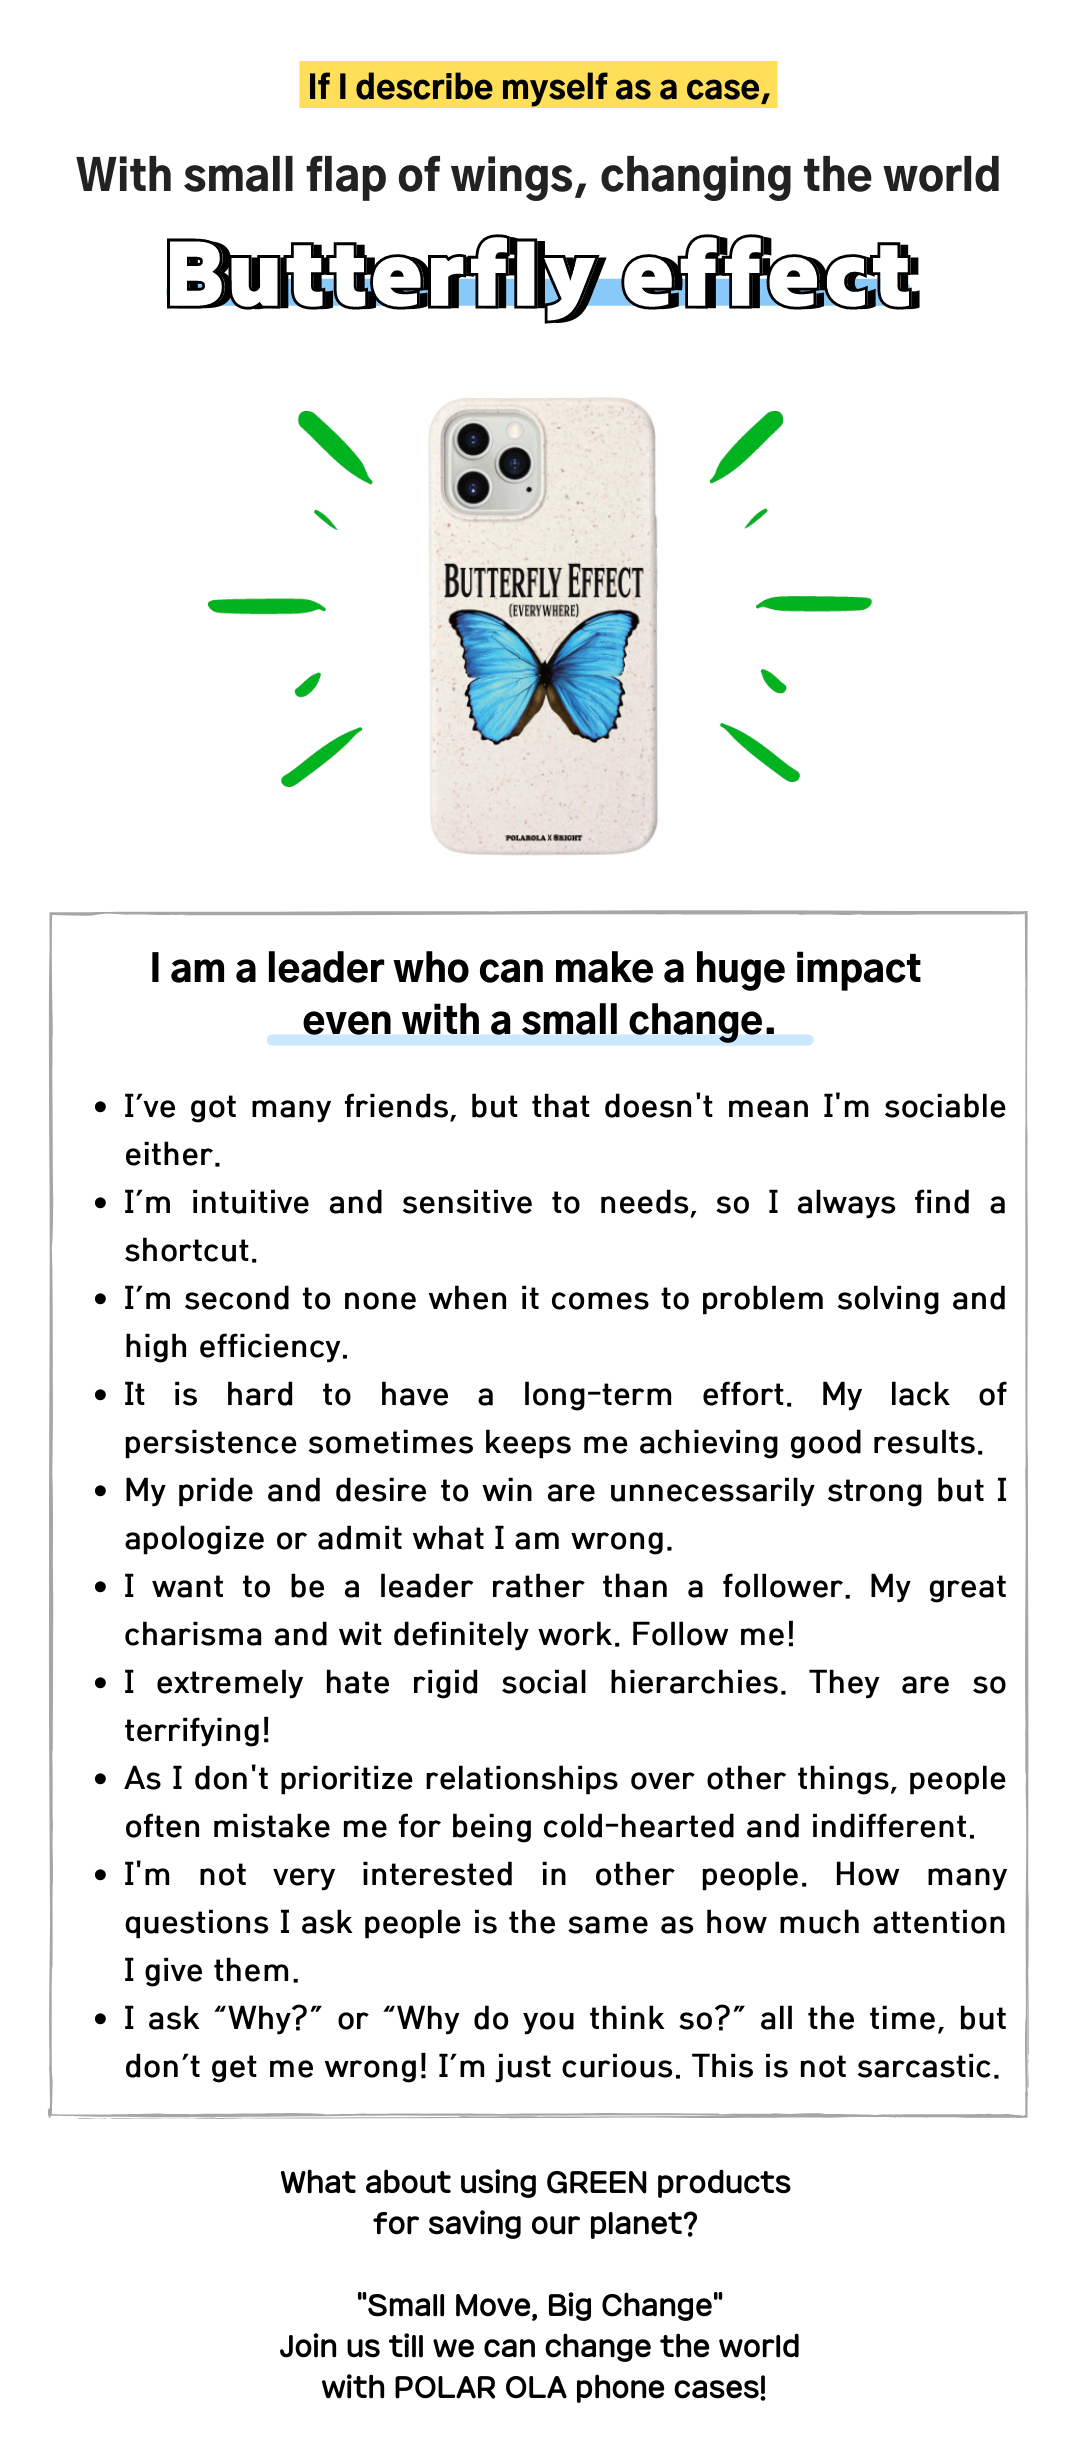 If I describe myself as a case,
With small flap of wings, changing the world
Butterfly effect
BUTTERFLY EFFECT
(EVERYWHERE)
POLAROLA X BRIGHT
I am a leader who can make a huge impact
even with a small change.
• I´ve got many friends, but that doesn't mean I'm sociable
either.
• I´m intuitive and sensitive to needs, so I always find a
shortcut.
• I´m second to none when it comes to problem solving and
high efficiency.
• It is hard to have a long-term effort. My lack of
persistence sometimes keeps me achieving good results.
• My pride and desire to win are unnecessarily strong but I
apologize or admit what I am wrong.
• I want to be a leader rather than a follower. My great
charisma and wit definitely work. Follow me!
• I extremely hate rigid social hierarchies. They are so
terrifying!
• As I don't prioritize relationships over other things, people
often mistake me for being cold-hearted and indifferent.
• I'm not very interested in other people. How many
questions I ask people is the same as how much attention
I give them.
• I ask “Why?” or “Why do you think so?” all the time, but
don´t get me wrong! I´m just curious. This is not sarcastic.
What about using GREEN products
for saving our planet?
"Small Move, Big Change"
Join us till we can change the world
with POLAR OLA phone cases!